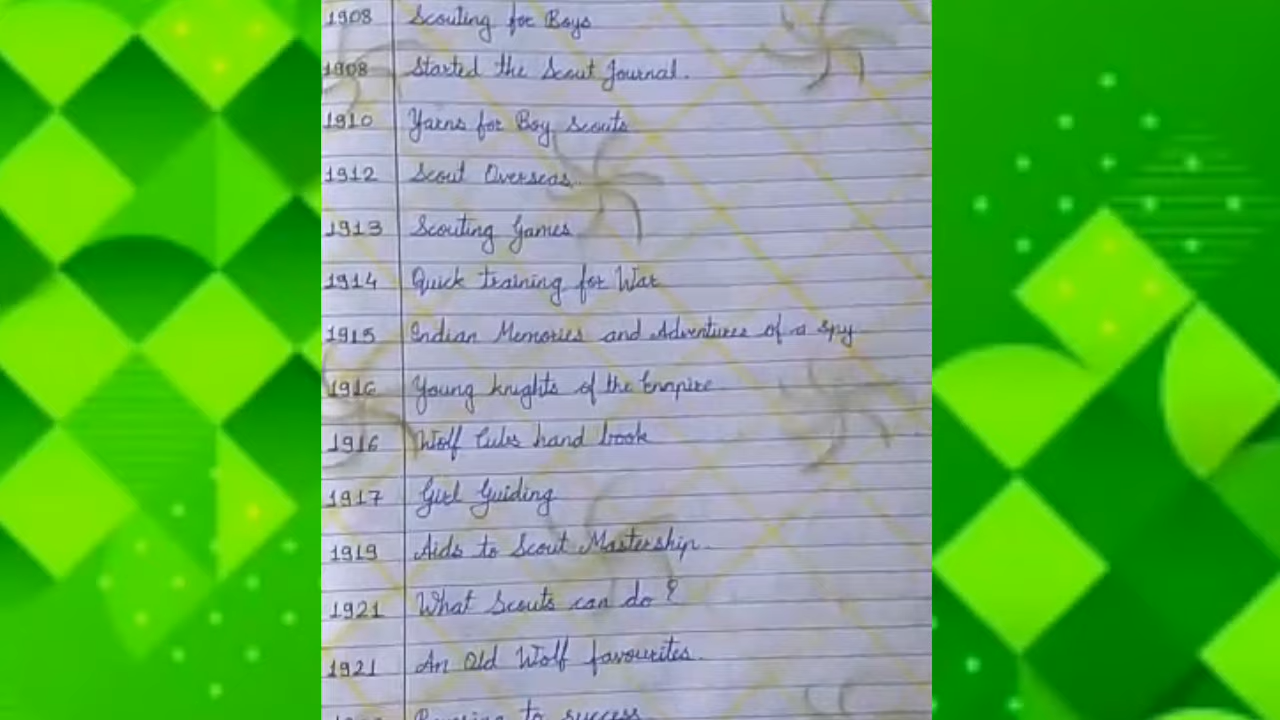 1908 Scouting for Boys
1908 Started the Scout Journal.
1910 Yarns for Boy Scouts
1912 Scout Overseas.
1913 Scouting Games
1914 Quick training for War
1915 Indian Memories and Adventures of a spy
1916 Young knights of the Empire
1916 Wolf Cubs hand book
1917 Girl Guiding
1919 Aids to Scout Mastership.
1921 What Scouts can do?
1921 An Old Wolf favourites.
to success